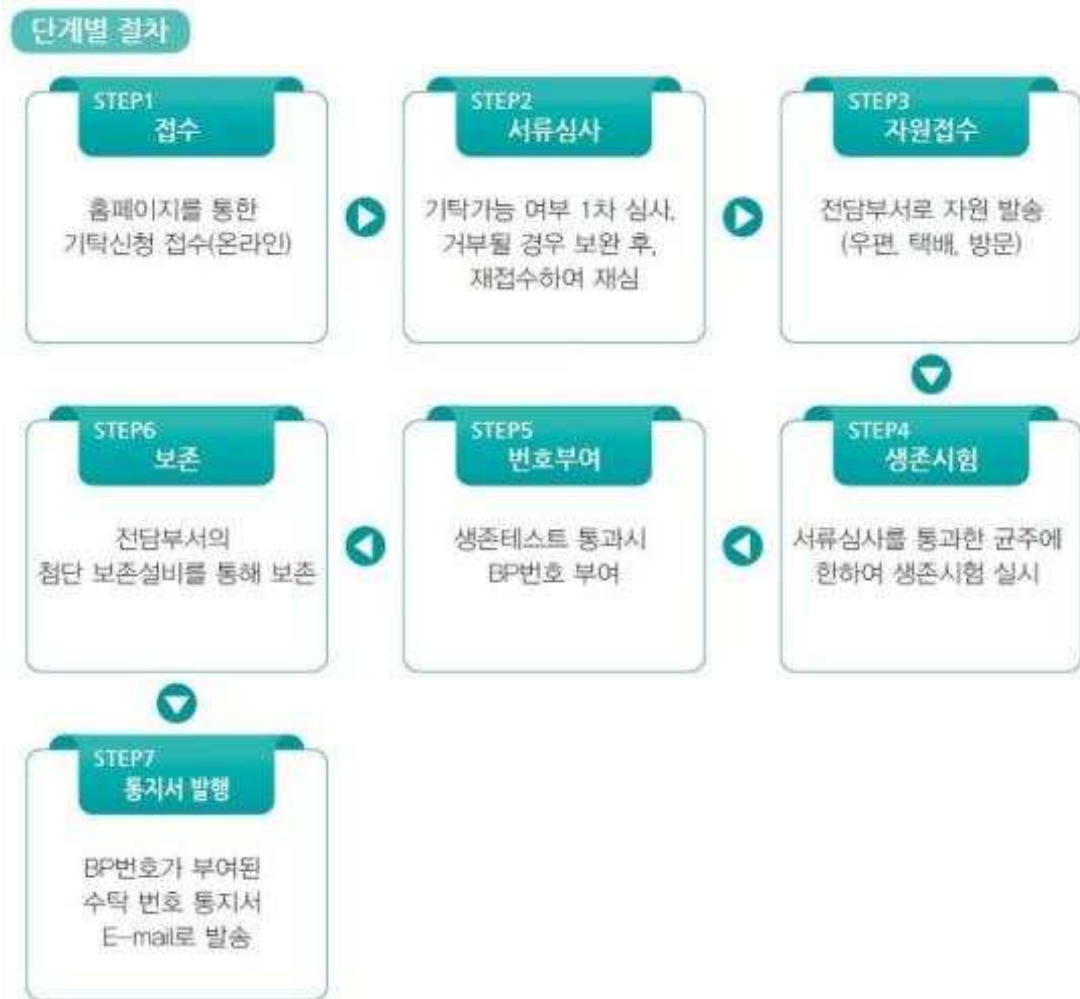 단계별 절차
STEP1
접수
홈페이지를 통한
기탁신청 접수(온라인)
STEP2
서류심사
기탁가능 여부 1차 심사,
거부될 경우 보완 후,
재접수하여 재심
STEP3
자원접수
전담부서로 자원 발송
(우편, 택배, 방문)
STEP4
생존시험
서류심사를 통과한 균주에
한하여 생존시험 실시
STEP5
번호부여
생존테스트 통과시
BP번호 부여
STEP6
보존
전담부서의
첨단 보존설비를 통해 보존
STEP7
통지서 발행
BP번호가 부여된
수탁 번호 통지서
E-mail로 발송